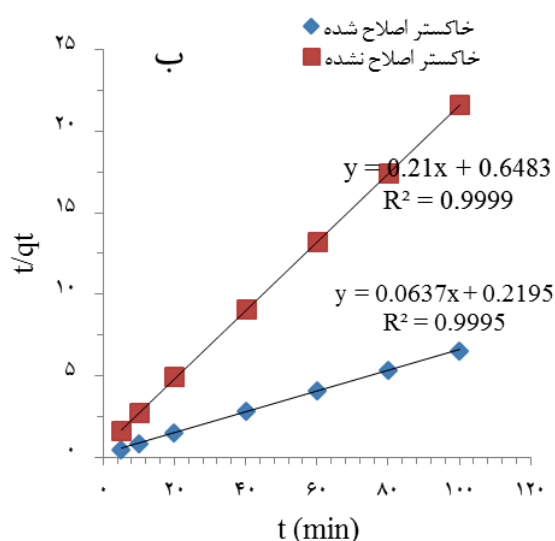 خاکستر اصلاح شده
خاکستر اصلاح نشده
ب
۲۵
۲۰
۱۵
۱۰
۵
۰
t/qt
y = 0.21x + 0.6483
R² = 0.9999
y = 0.0637x + 0.2195
R² = 0.9995
۰ ۲۰ ۴۰ ۶۰ ۸۰ ۱۰۰ ۱۲۰
t (min)